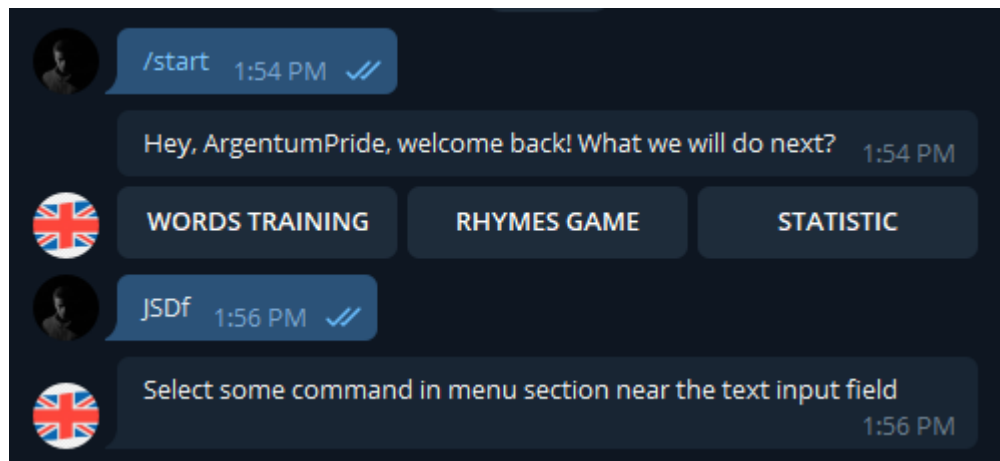 /start 1:54 PM
Hey, ArgentumPride, welcome back! What we will do next? 1:54 PM
WORDS TRAINING RHYMES GAME STATISTIC
JSDf 1:56 PM
Select some command in menu section near the text input field
1:56 PM